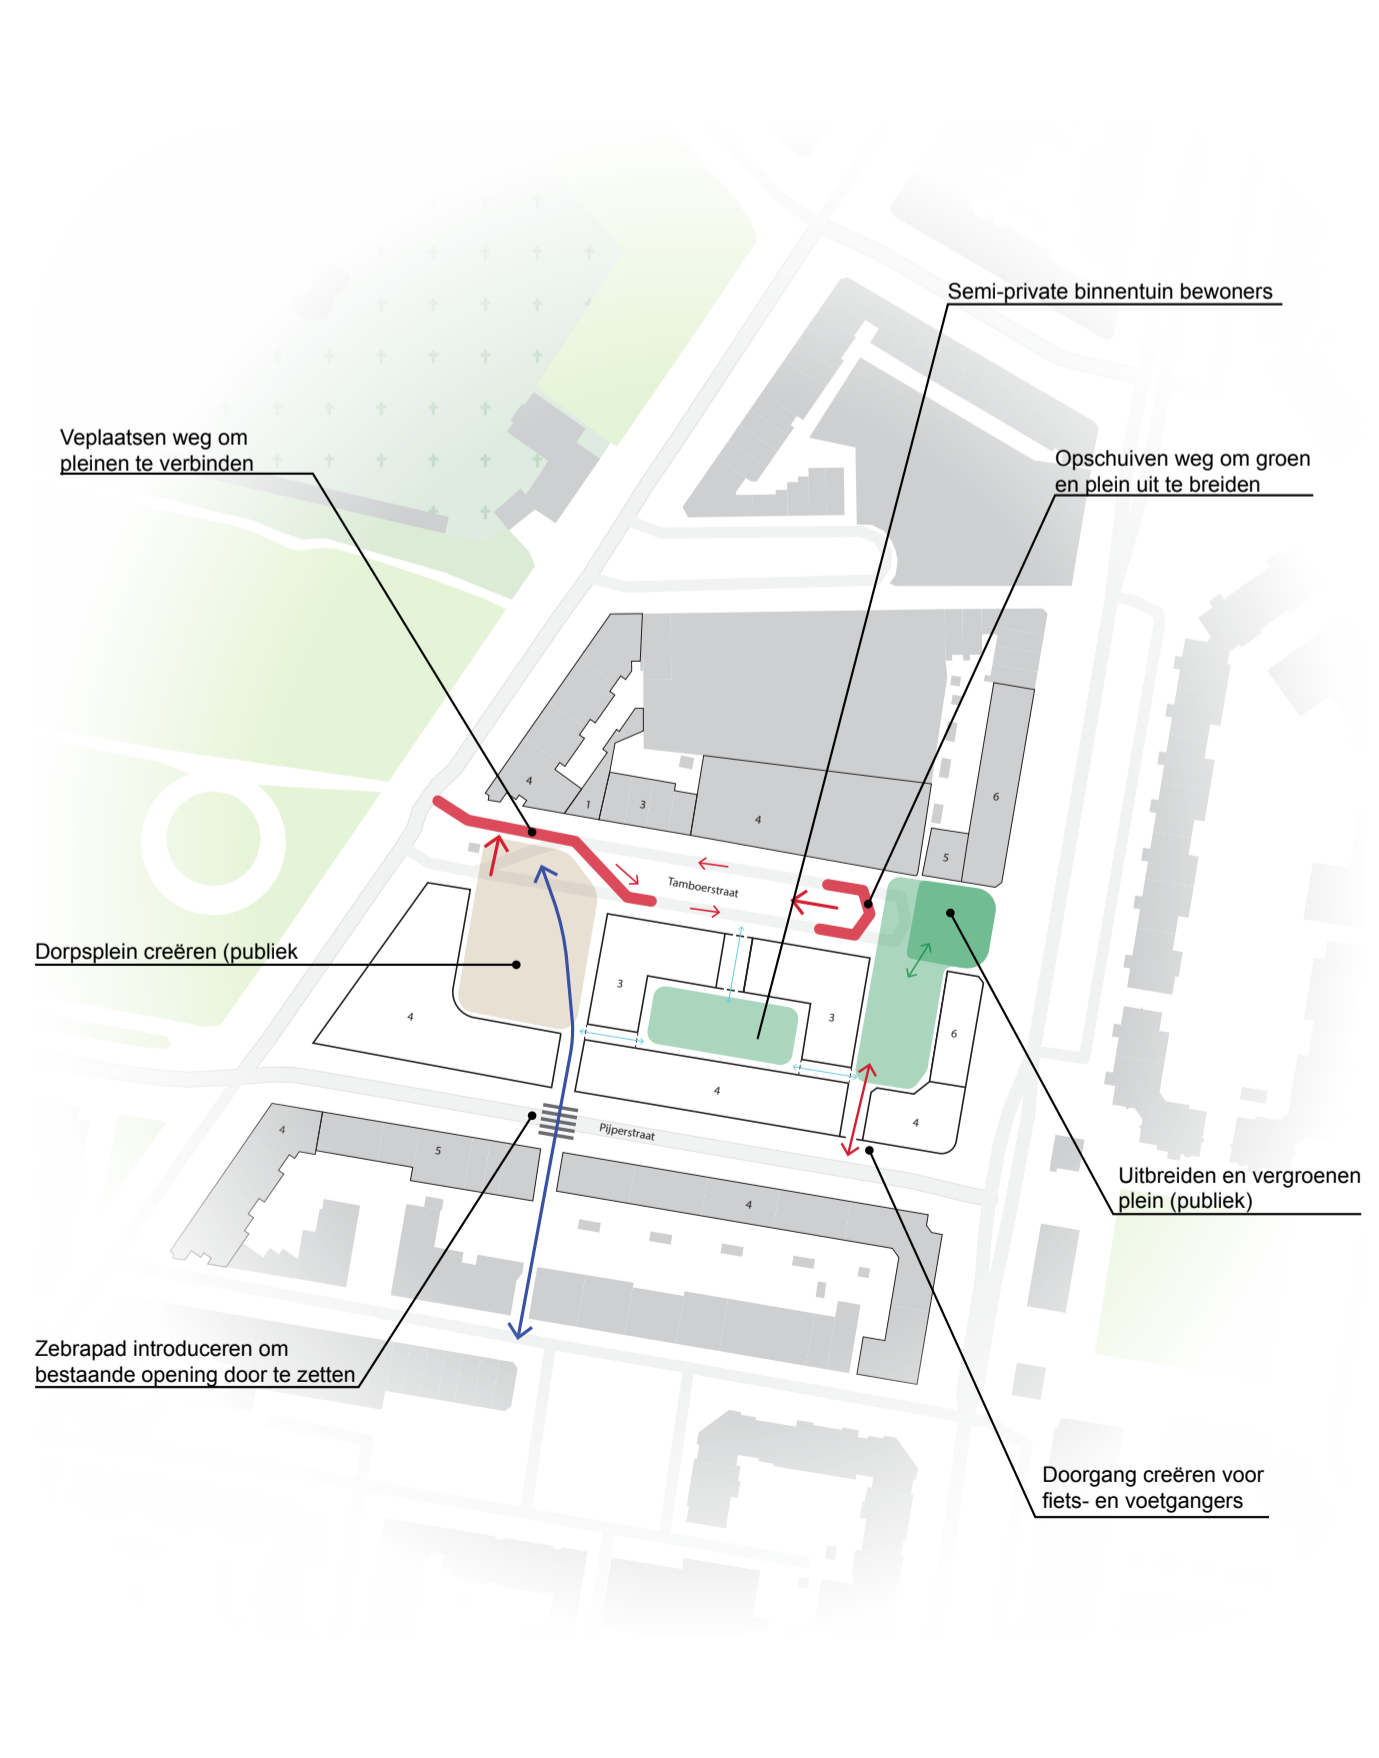 Semi-private binnentuin bewoners
Veplaatsen weg om
pleinen te verbinden
Opschuiven weg om groen
en plein uit te breiden
4
1
3
4
6
5
Tamboerstraat
Dorpsplein creëren (publiek
3
3
4
6
4
4
Pijperstraat
4
5
4
Uitbreiden en vergroenen
plein (publiek)
Zebrapad introduceren om
bestaande opening door te zetten
Doorgang creëren voor
fiets- en voetgangers